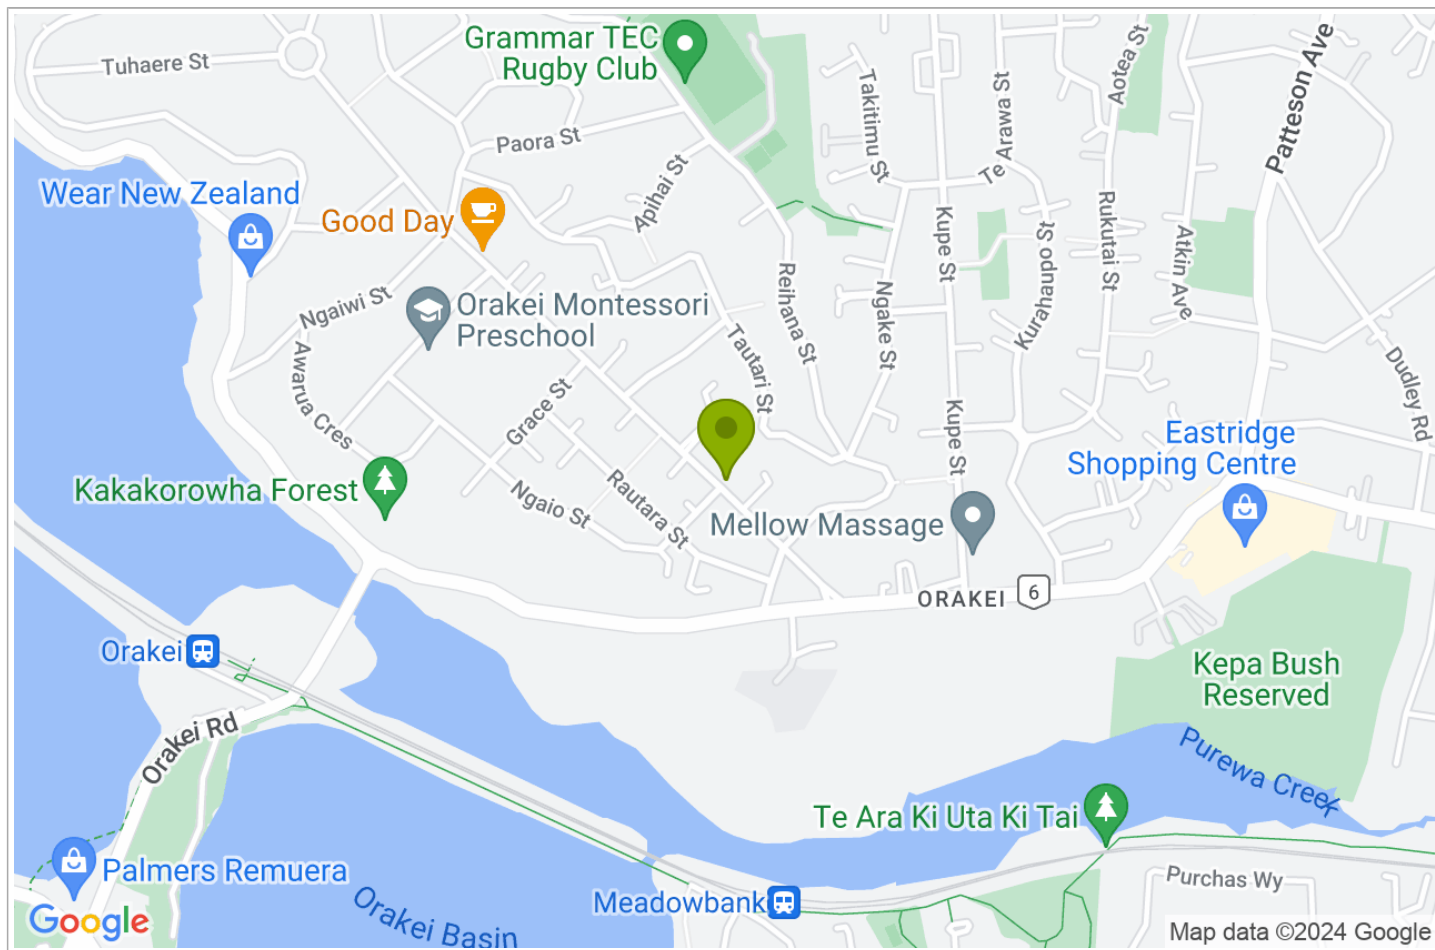 Grammar TEC
Rugby Club
Tuhaere St
Paora St
Takitimu St
Te Arawa St
Aotea St
Patteson Ave
Wear New Zealand
Good Day
Apihai St
Te
Kupe St
Kurahaupo St
Rukutai St
Atkin Ave
Ngaiwi St
Orakei Montessori
Preschool
Reihana St
Ngake St
Tautari St
Awarua Cres
Grace St
Dudley Rd
Kupe St
Eastridge
Shopping Centre
Kakakorowha Forest
Ngaio St
Rautara St
Mellow Massage
ORAKEI
6
Orakei
Kepa Bush
Reserved
Orakei Rd
Purewa Creek
Te Ara Ki Uta Ki Tai
Palmers Remuera
Orakei Basin
Meadowbank
Purchas Wy
Google
Map data ©2024 Google